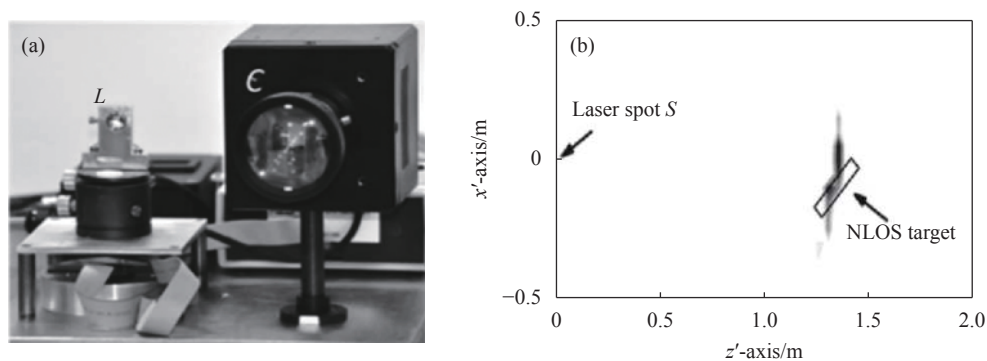 (a)
L
C
(b)
0.5
Laser spot S
x′-axis/m
0
NLOS target
−0.5
0
0.5
1.0
1.5
2.0
z′-axis/m